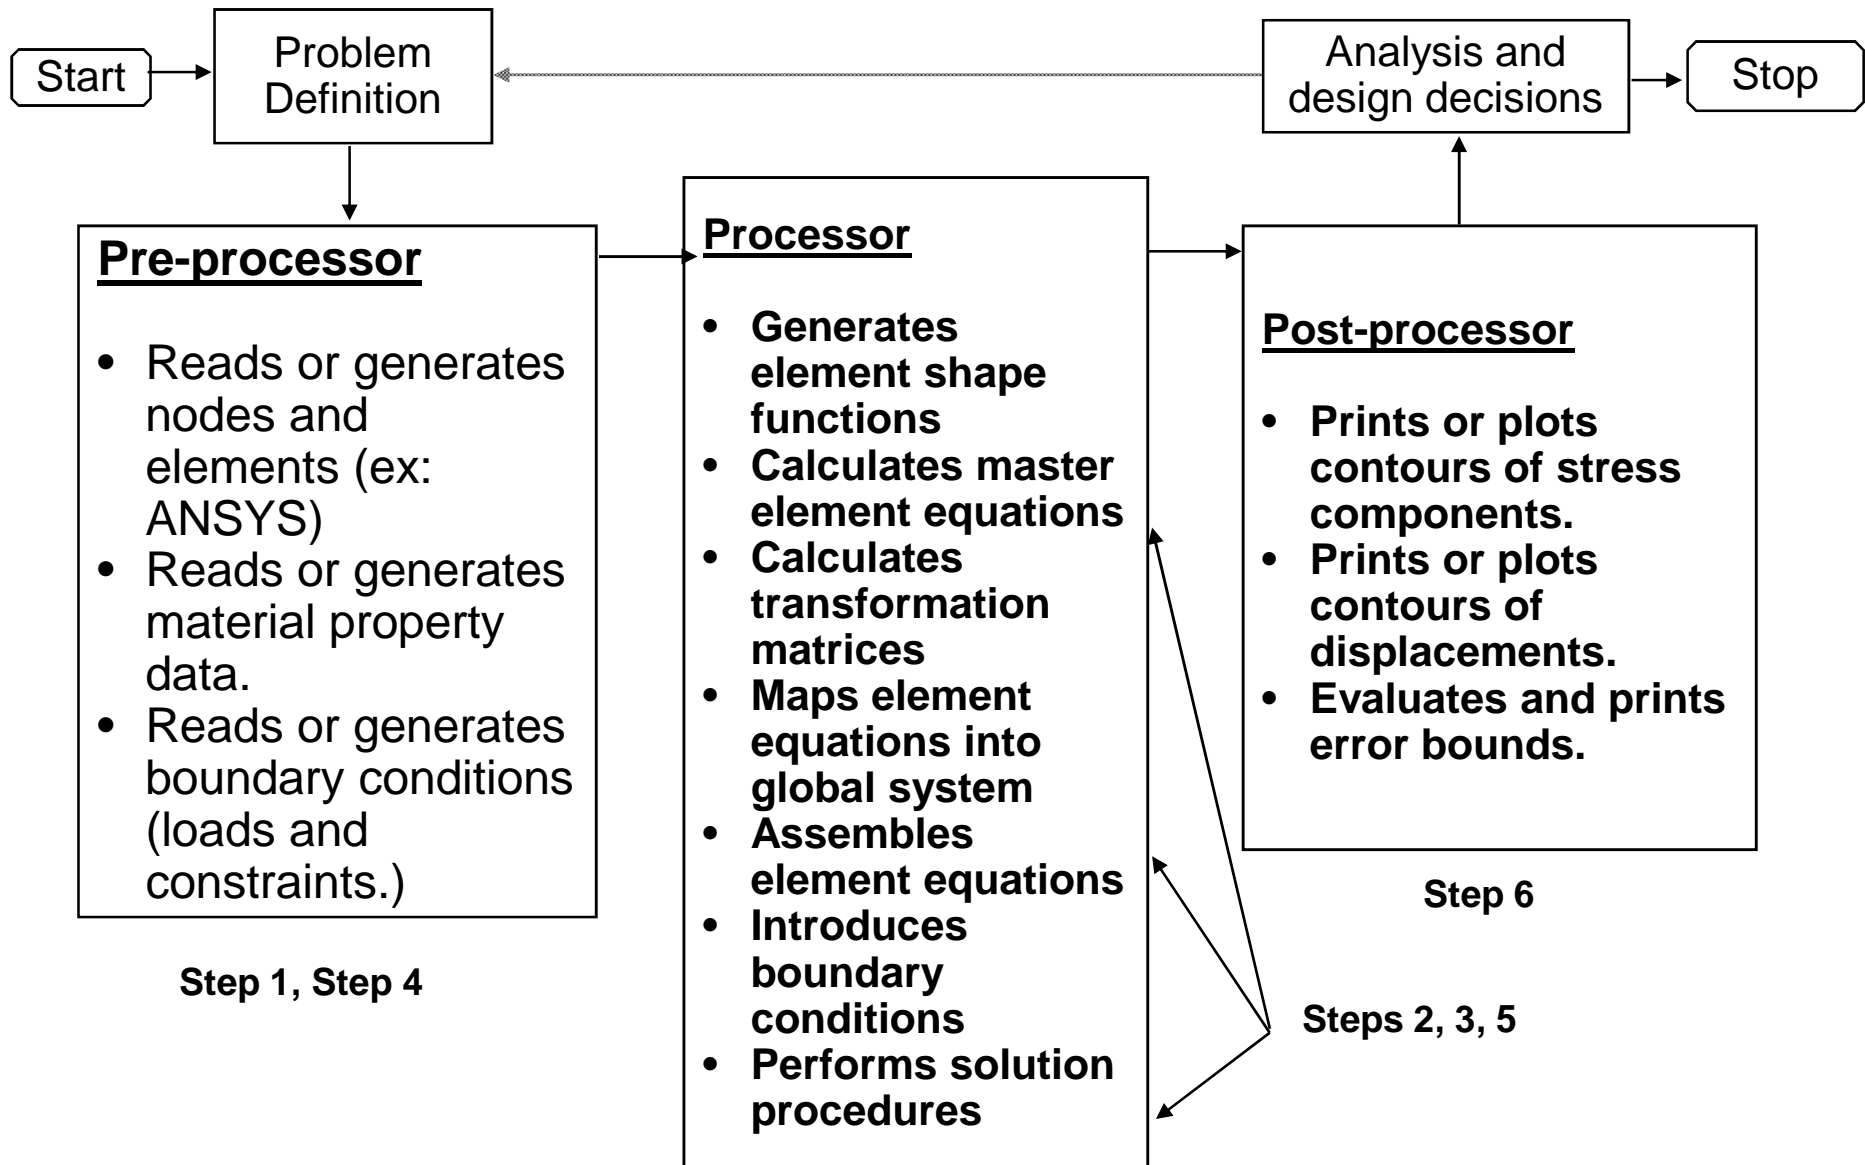 Start
Problem
Definition
Analysis and
design decisions
Stop
Pre-processor
• Reads or generates
nodes and
elements (ex:
ANSYS)
• Reads or generates
material property
data.
• Reads or generates
boundary conditions
(loads and
constraints.)
Step 1, Step 4
Processor
• Generates
element shape
functions
• Calculates master
element equations
• Calculates
transformation
matrices
• Maps element
equations into
global system
• Assembles
element equations
• Introduces
boundary
conditions
• Performs solution
procedures
Steps 2, 3, 5
Post-processor
• Prints or plots
contours of stress
components.
• Prints or plots
contours of
displacements.
• Evaluates and prints
error bounds.
Step 6